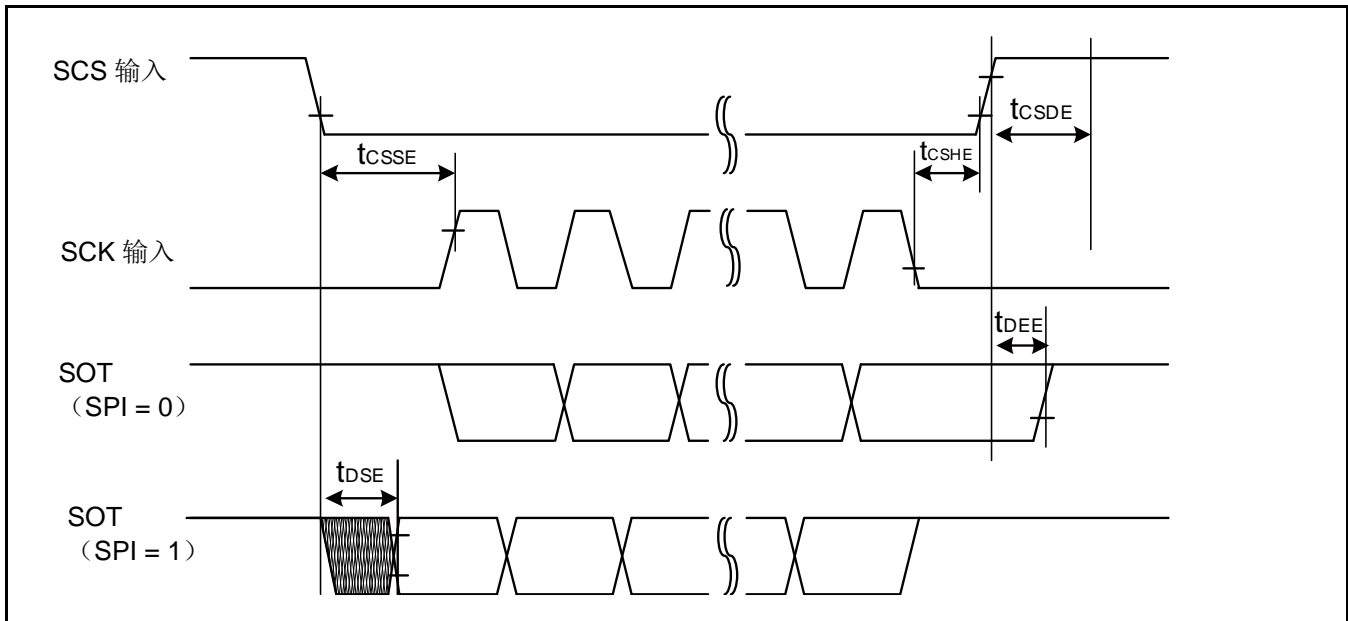 SCS 输入
tCSDE
tCSSE
tCSHE
SCK 输入
tDEE
SOT
（SPI = 0）
tDSE
SOT
（SPI = 1）